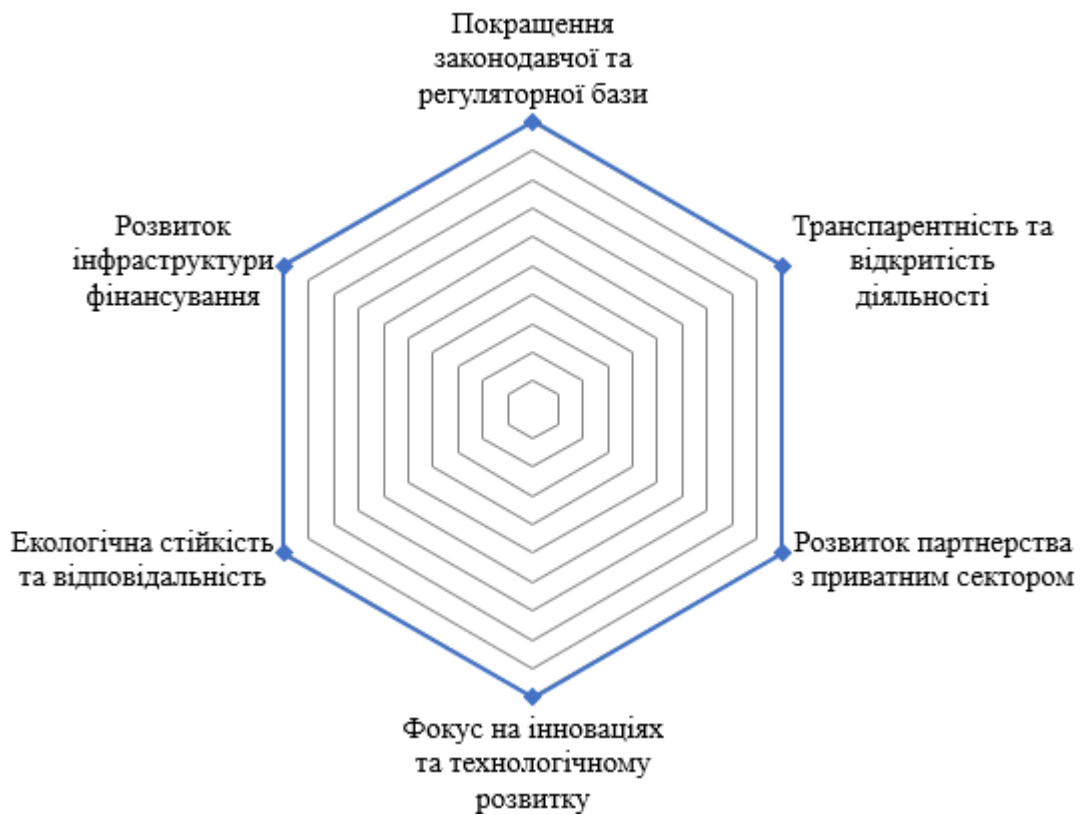 Покращення
законодавчої та
регуляторної бази
Розвиток
інфраструктури
фінансування
Транспарентність та
відкритість
діяльності
Екологічна стійкість
та відповідальність
Розвиток партнерства
з приватним сектором
Фокус на інноваціях
та технологічному
розвитку